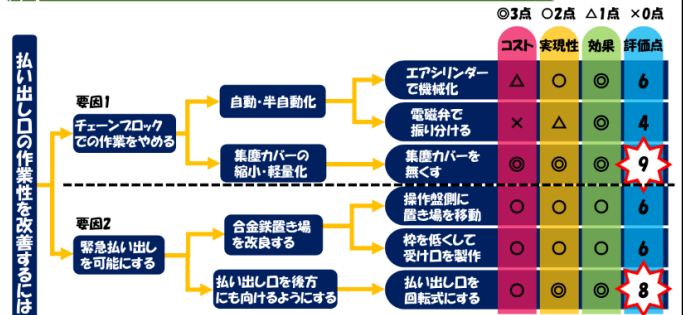 ◎3点 ○2点 △1点 ×0点
コスト 実現性 効果 評価点
払い出し口の作業性を改善するには
要因1
チェーンブロック
での作業をやめる
自動・半自動化
エアシリンダー
で機械化
△ ○ ◎ 6
電磁弁で
振り分ける
× △ ◎ 4
集塵カバーの
縮小・軽量化
集塵カバーを
無くす
◎ ◎ ◎ 9
要因2
緊急払い出し
を可能にする
合金鉄置き場
を改良する
操作盤側に
置き場を移動
○ ○ ○ 6
枠を低くして
受け口を製作
○ ○ ○ 6
払い出し口を後方
にも向けるようにする
払い出し口を
回転式にする
○ ◎ ◎ 8